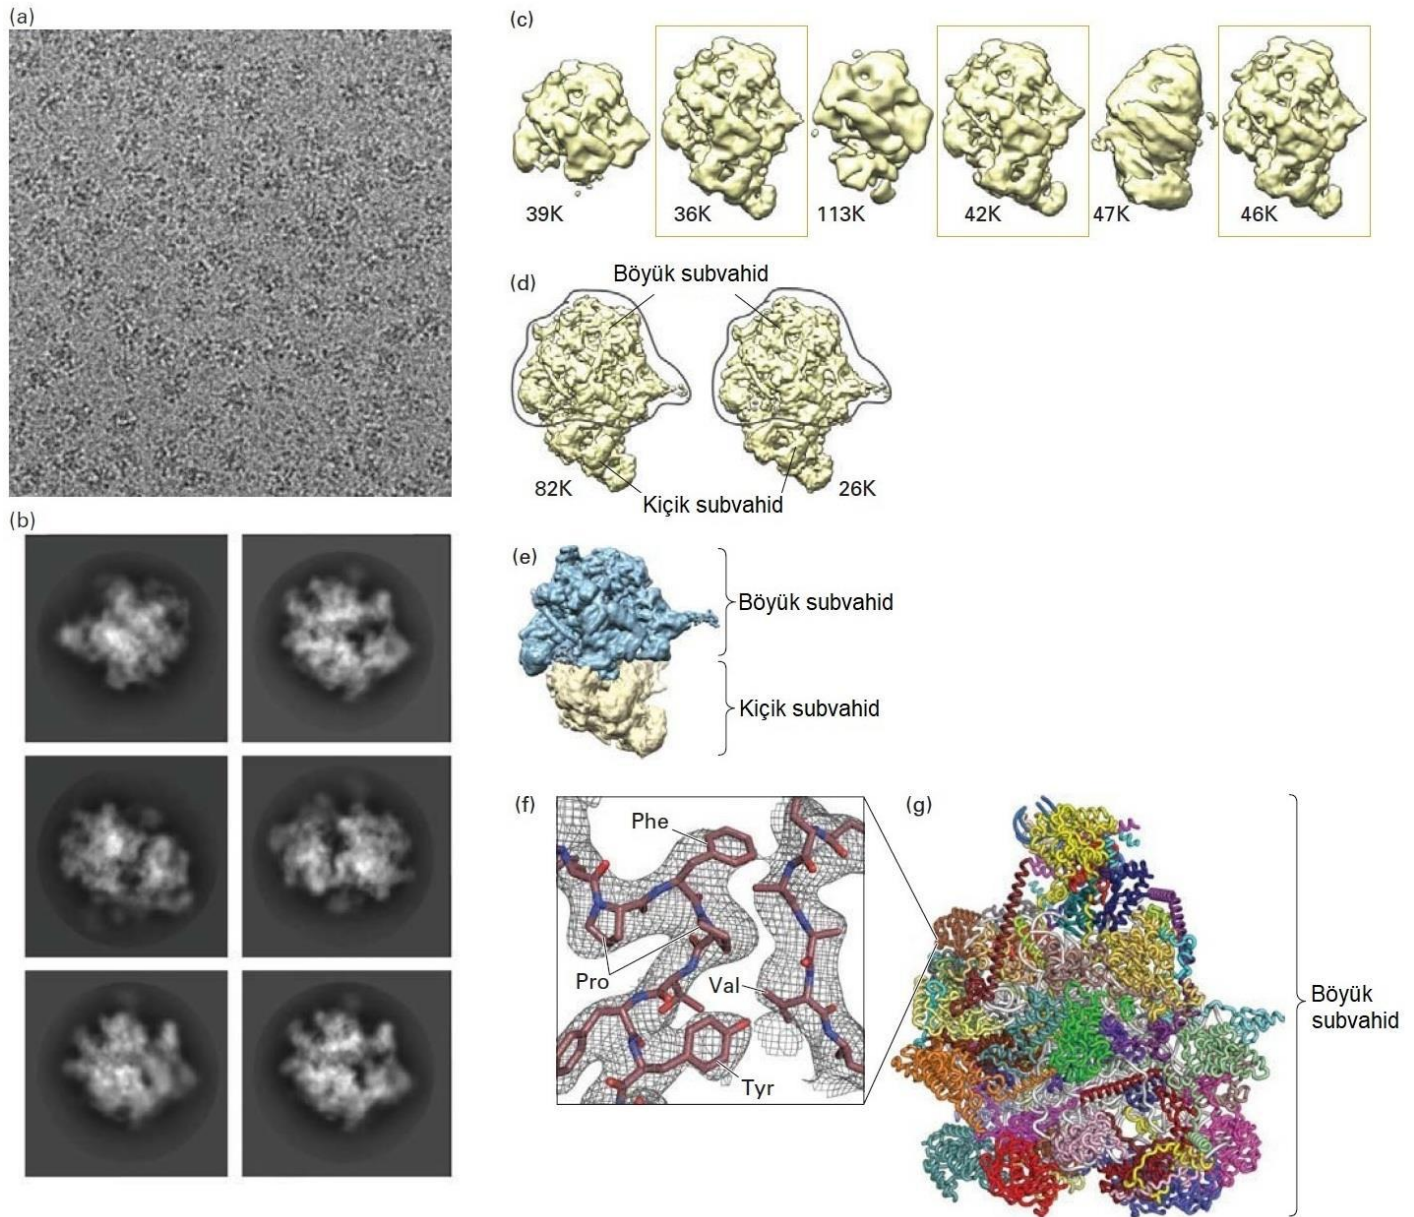 (a)
(b)
(c)
39K
36K
113K
42K
47K
46K
(d)
Böyük subvahid
82K
26K
Kiçik subvahid
(e)
Böyük subvahid
Kiçik subvahid
(f)
Phe
Pro
Val
Tyr
(g)
Böyük
subvahid